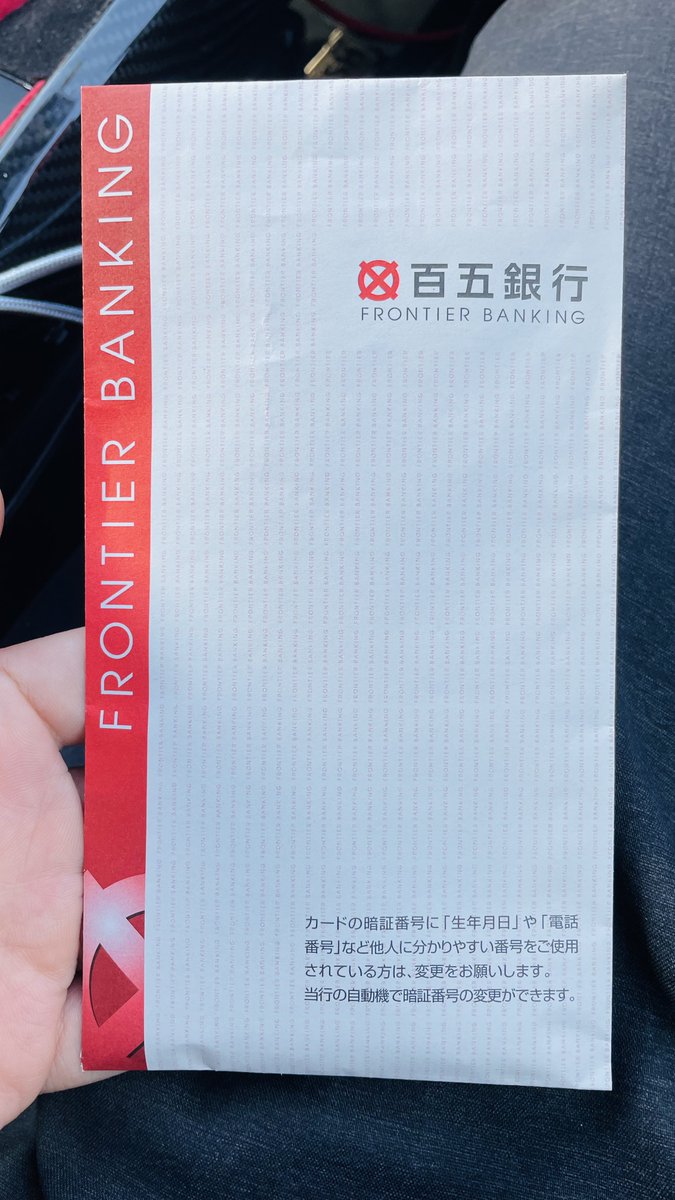 FRONTIER BANKING
百五銀行
FRONTIER BANKING
カードの暗証番号に「生年月日」や「電話
番号」など他人に分かりやすい番号をご使用
されている方は、変更をお願いします。
当行の自動機で暗証番号の変更ができます。